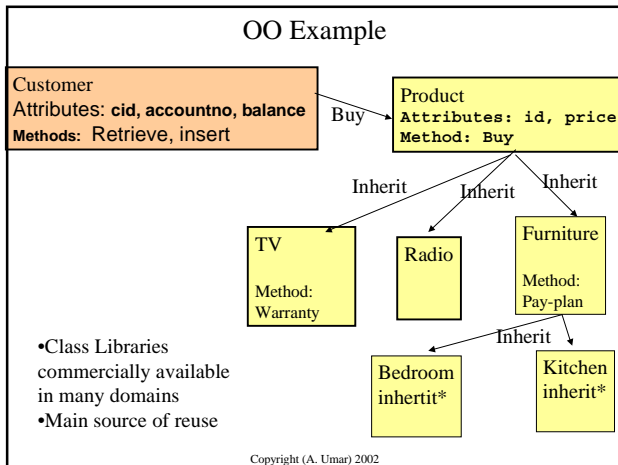 OO Example
Customer
Attributes: cid, accountno, balance
Methods: Retrieve, insert
Buy
Product
Attributes: id, price
Method: Buy
Inherit
Inherit
Inherit
TV
Method:
Warranty
Radio
Furniture
Method:
Pay-plan
Inherit
Bedroom
inhertit*
Kitchen
inherit*
•Class Libraries
commercially available
in many domains
•Main source of reuse
Copyright (A. Umar) 2002